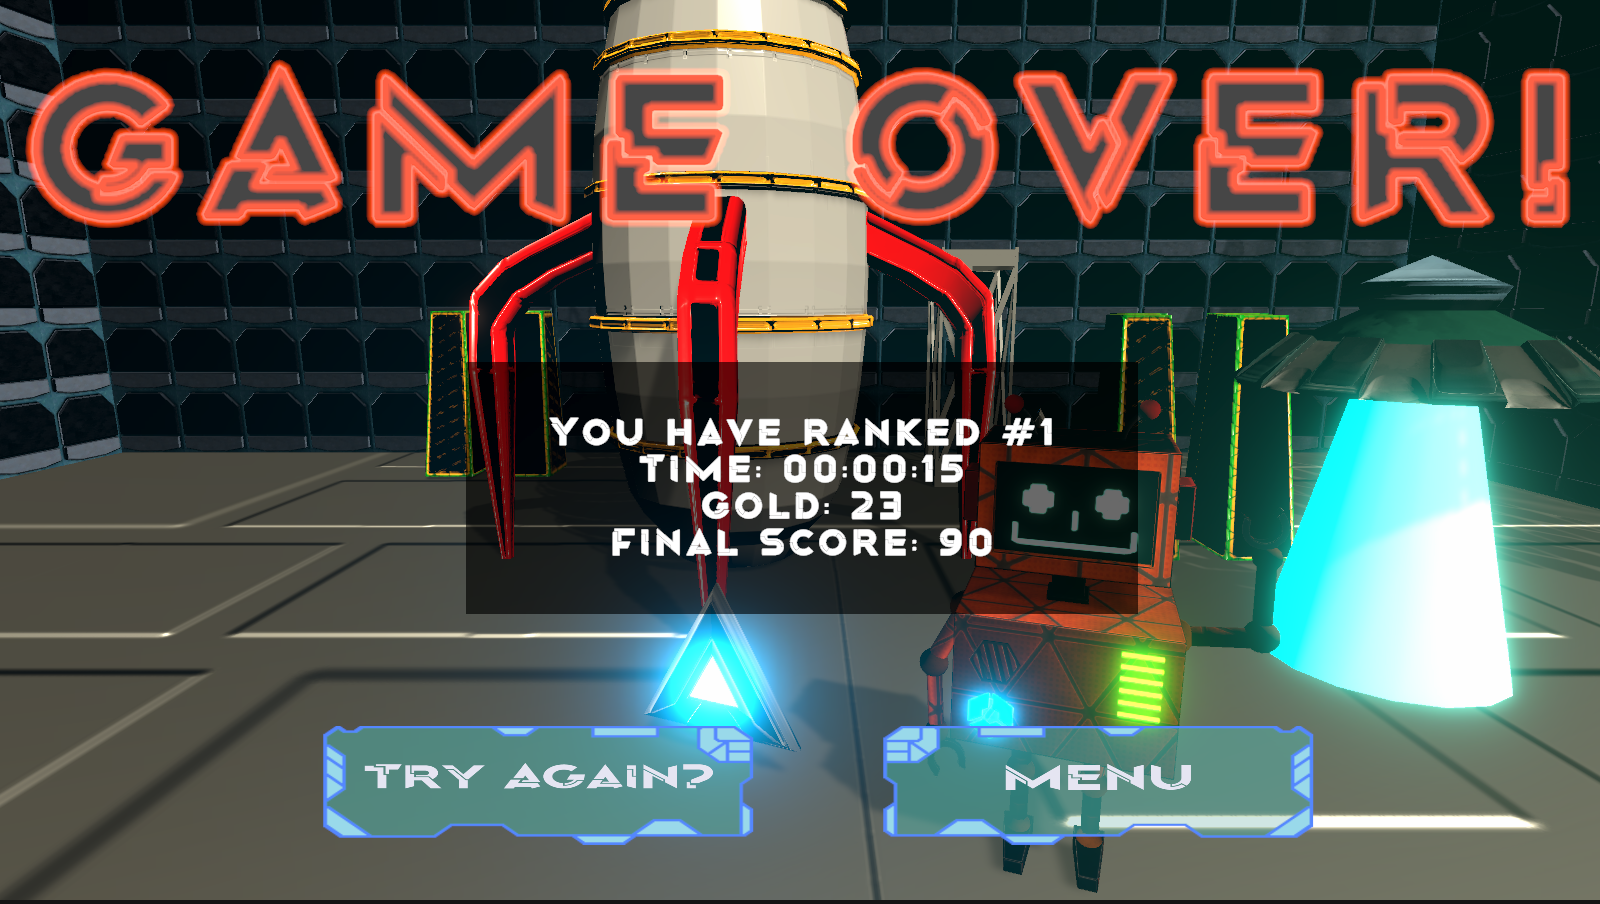 GAME OVER!
YOU HAVE RANKED #1
TIME: 00:00:15
GOLD: 23
FINAL SCORE: 90
TRY AGAIN?
MENU